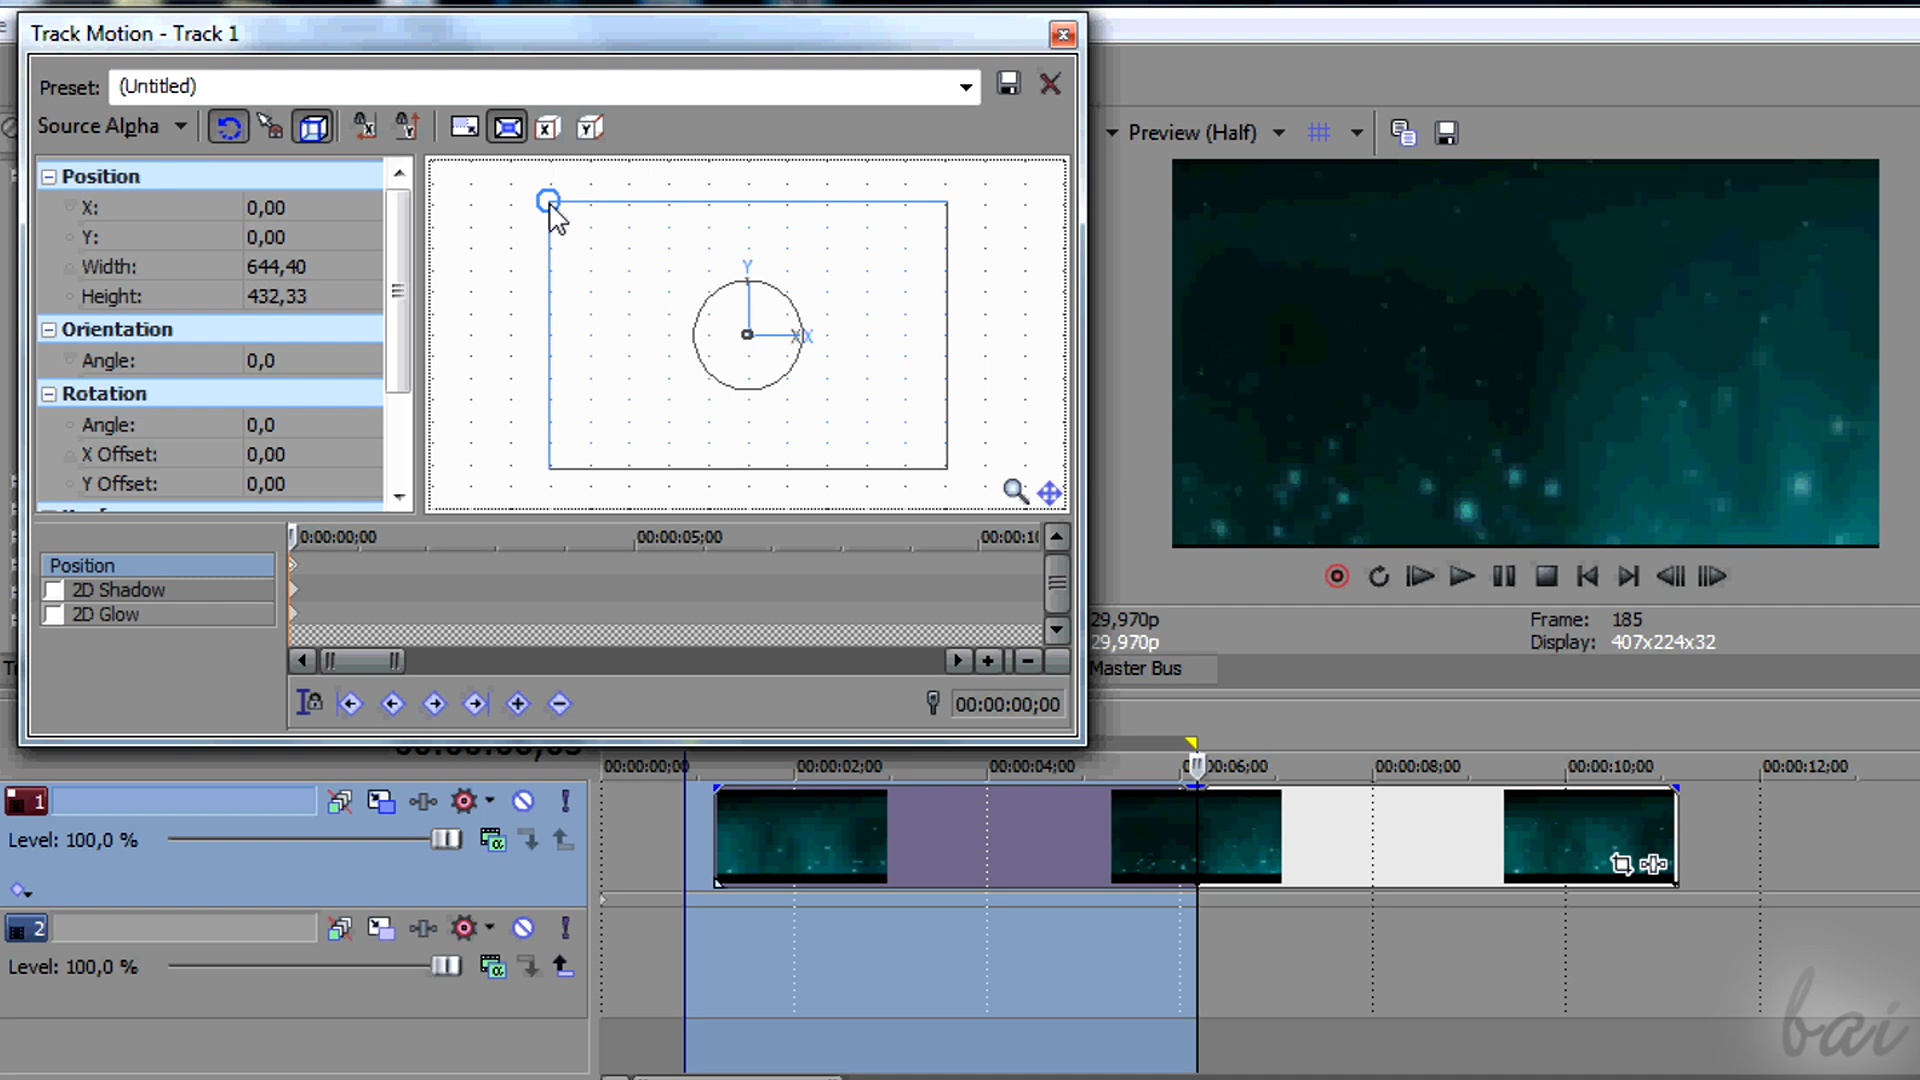 Track Motion - Track 1
Preset: (Untitled)
Source Alpha
Preview (Half)
Position
X: 0,00
Y: 0,00
Width: 644,40
Height: 432,33
Orientation
Angle: 0,0
Rotation
Angle: 0,0
X Offset: 0,00
Y Offset: 0,00
Y
X
0:00:00;00 00:00:05;00 00:00:10
Position
2D Shadow
2D Glow
00:00:00;00
29,970p
29,970p
Frame: 185
Display: 407x224x32
Master Bus
00:00:00;00 00:00:02;00 00:00:04;00 00:06;00 00:00:08;00 00:00:10;00 00:00:12;00
1
Level: 100,0 %
2
Level: 100,0 %
bai